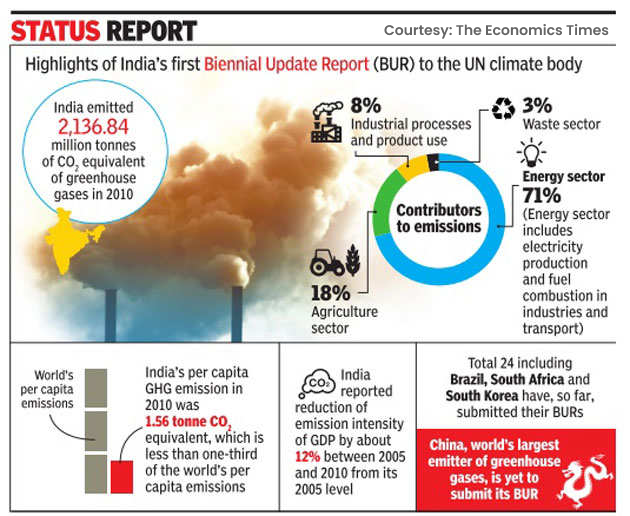 STATUS REPORT
Courtesy: The Economics Times
Highlights of India's first Biennial Update Report (BUR) to the UN climate body
India emitted
2,136.84
million tonnes
of CO₂ equivalent
of greenhouse
gases in 2010
8%
Industrial processes
and product use
3%
Waste sector
Energy sector
71%
(Energy sector
includes
electricity
production
and fuel
combustion in
industries and
transport)
Contributors
to emissions
18%
Agriculture
sector
World's
per capita
emissions
India's per capita
GHG emission in
2010 was
1.56 tonne CO₂
equivalent, which is
less than one-third
of the world's per
capita emissions
CO₂
India
reported
reduction of
emission intensity
of GDP by about
12% between 2005
and 2010 from its
2005 level
Total 24 including
Brazil, South Africa and
South Korea have, so far,
submitted their BURs
China, world's largest
emitter of greenhouse
gases, is yet to
submit its BUR